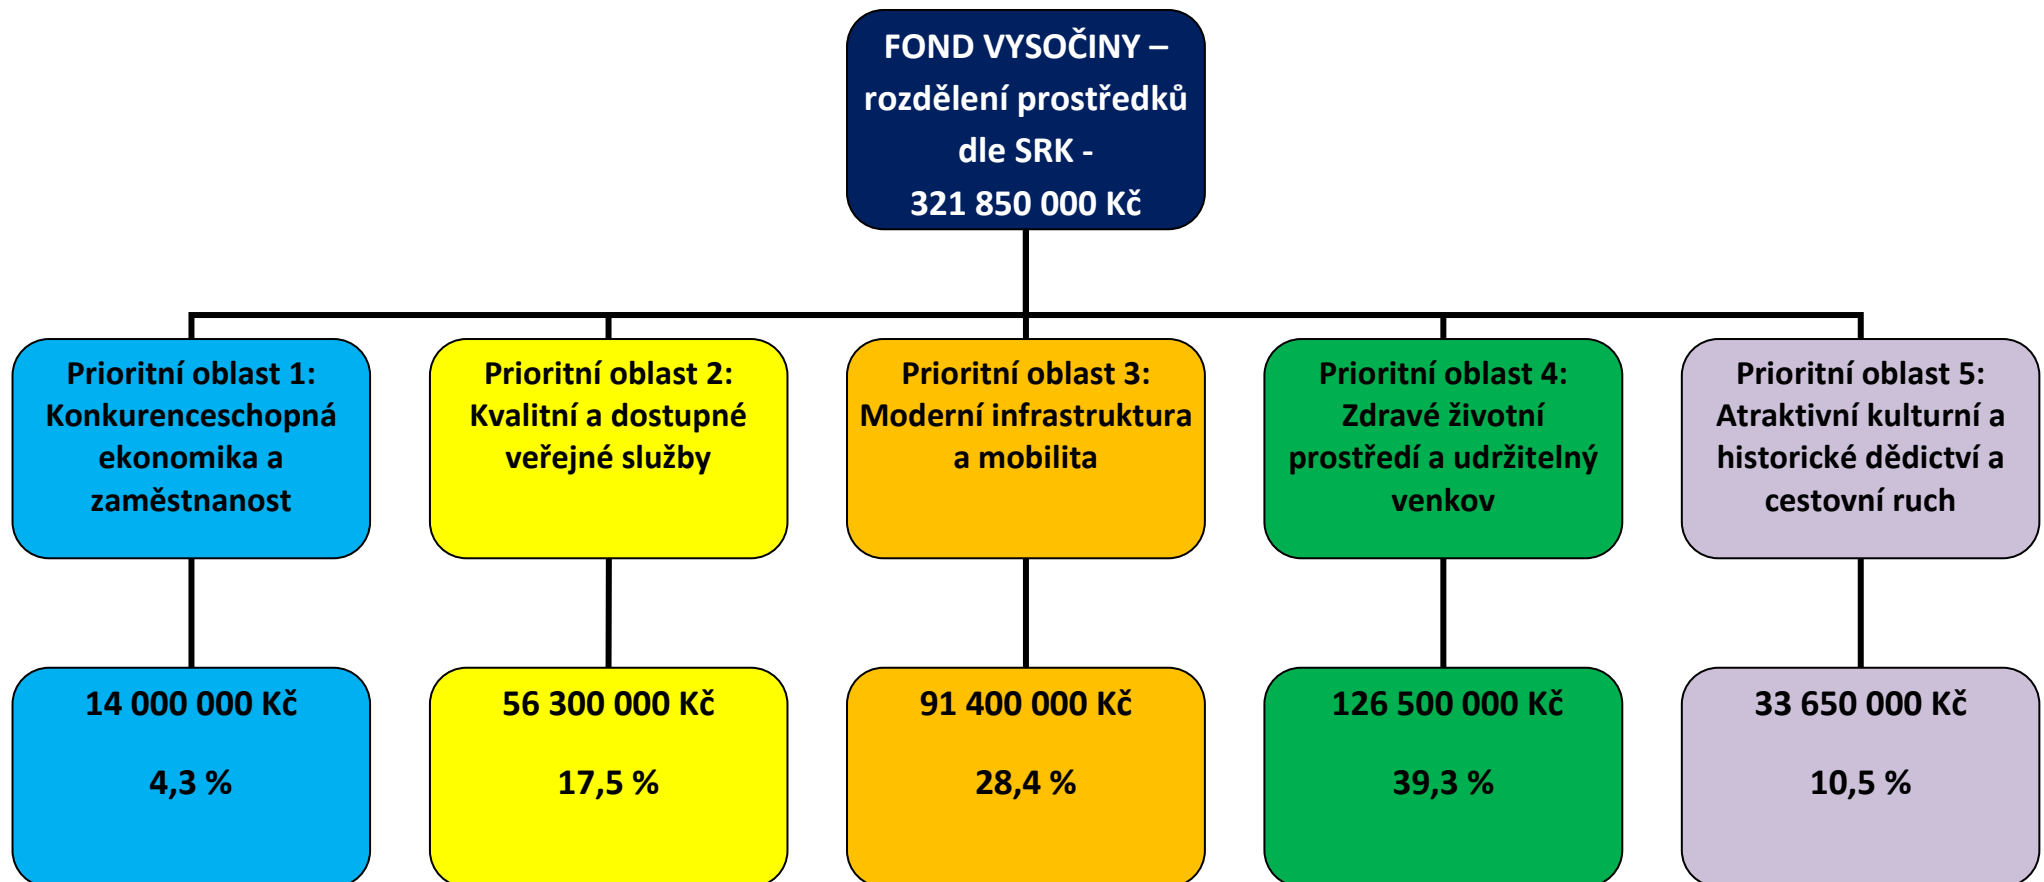 FOND VYSOČINY –
rozdělení prostředků
dle SRK -
321 850 000 Kč
Prioritní oblast 1:
Konkurenceschopná
ekonomika a
zaměstnanost
Prioritní oblast 2:
Kvalitní a dostupné
veřejné služby
Prioritní oblast 3:
Moderní infrastruktura
a mobilita
Prioritní oblast 4:
Zdravé životní
prostředí a udržitelný
venkov
Prioritní oblast 5:
Atraktivní kulturní a
historické dědictví a
cestovní ruch
14 000 000 Kč
4,3 %
56 300 000 Kč
17,5 %
91 400 000 Kč
28,4 %
126 500 000 Kč
39,3 %
33 650 000 Kč
10,5 %